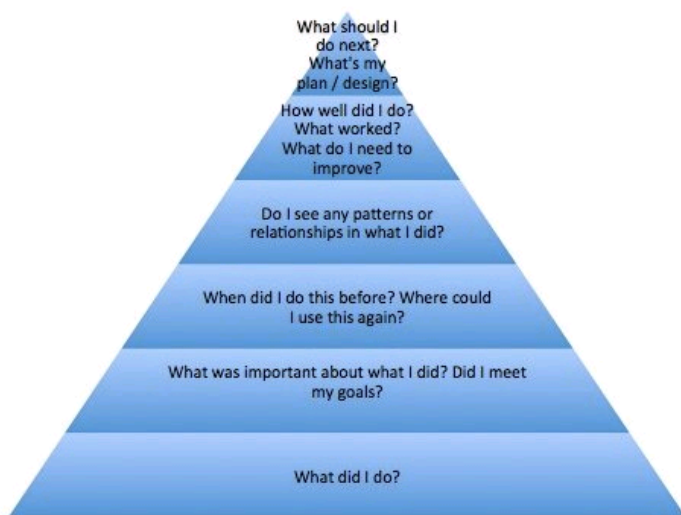 What should I
do next?
What's my
plan / design?
How well did I do?
What worked?
What do I need to
improve?
Do I see any patterns or
relationships in what I did?
When did I do this before? Where could
I use this again?
What was important about what I did? Did I meet
my goals?
What did I do?